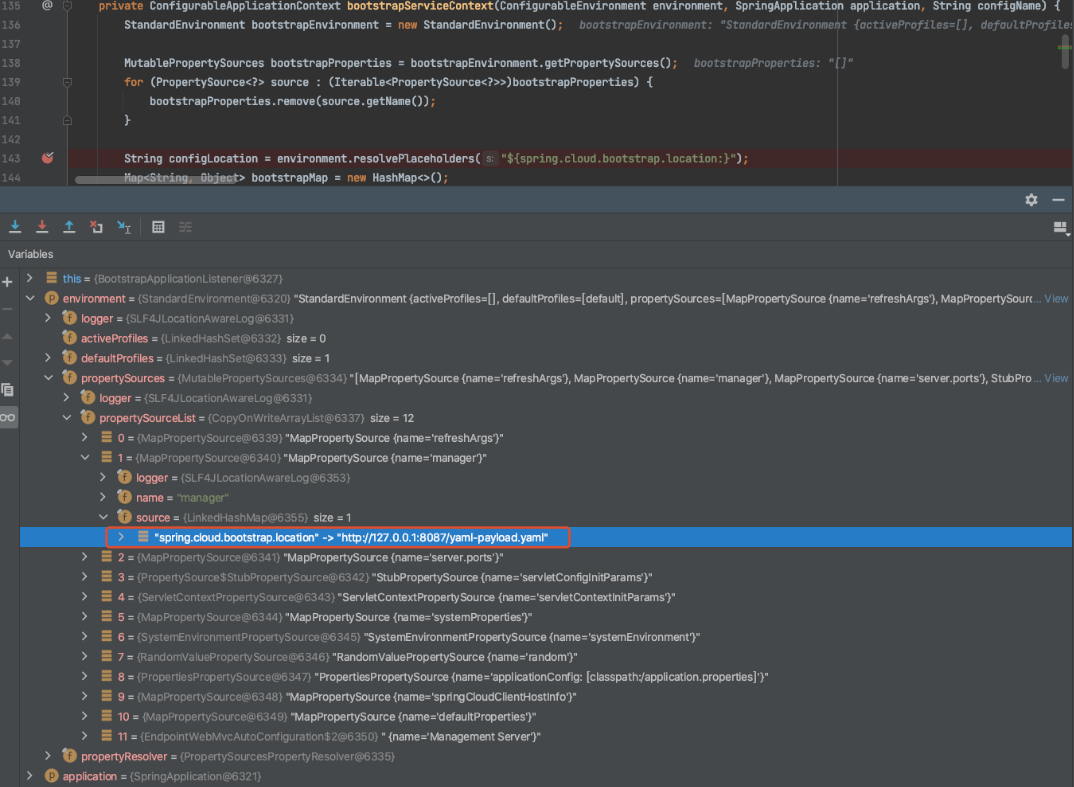 135 @ private ConfigurableApplicationContext bootstrapServiceContext(ConfigurableEnvironment environment, SpringApplication application, String configName) {
136 StandardEnvironment bootstrapEnvironment = new StandardEnvironment(); bootstrapEnvironment: "StandardEnvironment {activeProfiles=[], defaultProfiles
137
138 MutablePropertySources bootstrapProperties = bootstrapEnvironment.getPropertySources(); bootstrapProperties: "[]"
139 for (PropertySource<?> source : (Iterable<PropertySource<?>>)bootstrapProperties) {
140 bootstrapProperties.remove(source.getName());
141 }
142
143 String configLocation = environment.resolvePlaceholders( s: "${spring.cloud.bootstrap.location:}");
144 Map<String, Object> bootstrapMap = new HashMap<>();
Variables
this = {BootstrapApplicationListener@6327}
p environment = {StandardEnvironment@6320} "StandardEnvironment {activeProfiles=[], defaultProfiles=[default], propertySources=[MapPropertySource {name='refreshArgs'}, MapPropertySourc... View
f logger = {SLF4JLocationAwareLog@6331}
f activeProfiles = {LinkedHashSet@6332} size = 0
f defaultProfiles = {LinkedHashSet@6333} size = 1
f propertySources = {MutablePropertySources@6334} "[MapPropertySource {name='refreshArgs'}, MapPropertySource {name='manager'}, MapPropertySource {name='server.ports'}, StubPro... View
f logger = {SLF4JLocationAwareLog@6331}
f propertySourceList = {CopyOnWriteArrayList@6337} size = 12
0 = {MapPropertySource@6339} "MapPropertySource {name='refreshArgs'}"
1 = {MapPropertySource@6340} "MapPropertySource {name='manager'}"
f logger = {SLF4JLocationAwareLog@6353}
f name = "manager"
f source = {LinkedHashMap@6355} size = 1
"spring.cloud.bootstrap.location" -> "http://127.0.0.1:8087/yaml-payload.yaml"
2 = {MapPropertySource@6341} "MapPropertySource {name='server.ports'}"
3 = {PropertySource$StubPropertySource@6342} "StubPropertySource {name='servletConfigInitParams'}"
4 = {ServletContextPropertySource@6343} "ServletContextPropertySource {name='servletContextInitParams'}"
5 = {MapPropertySource@6344} "MapPropertySource {name='systemProperties'}"
6 = {SystemEnvironmentPropertySource@6345} "SystemEnvironmentPropertySource {name='systemEnvironment'}"
7 = {RandomValuePropertySource@6346} "RandomValuePropertySource {name='random'}"
8 = {PropertiesPropertySource@6347} "PropertiesPropertySource {name='applicationConfig: [classpath:/application.properties]'}"
9 = {MapPropertySource@6348} "MapPropertySource {name='springCloudClientHostInfo'}"
10 = {MapPropertySource@6349} "MapPropertySource {name='defaultProperties'}"
11 = {EndpointWebMvcAutoConfiguration$2@6350} " {name='Management Server'}"
f propertyResolver = {PropertySourcesPropertyResolver@6335}
p application = {SpringApplication@6321}